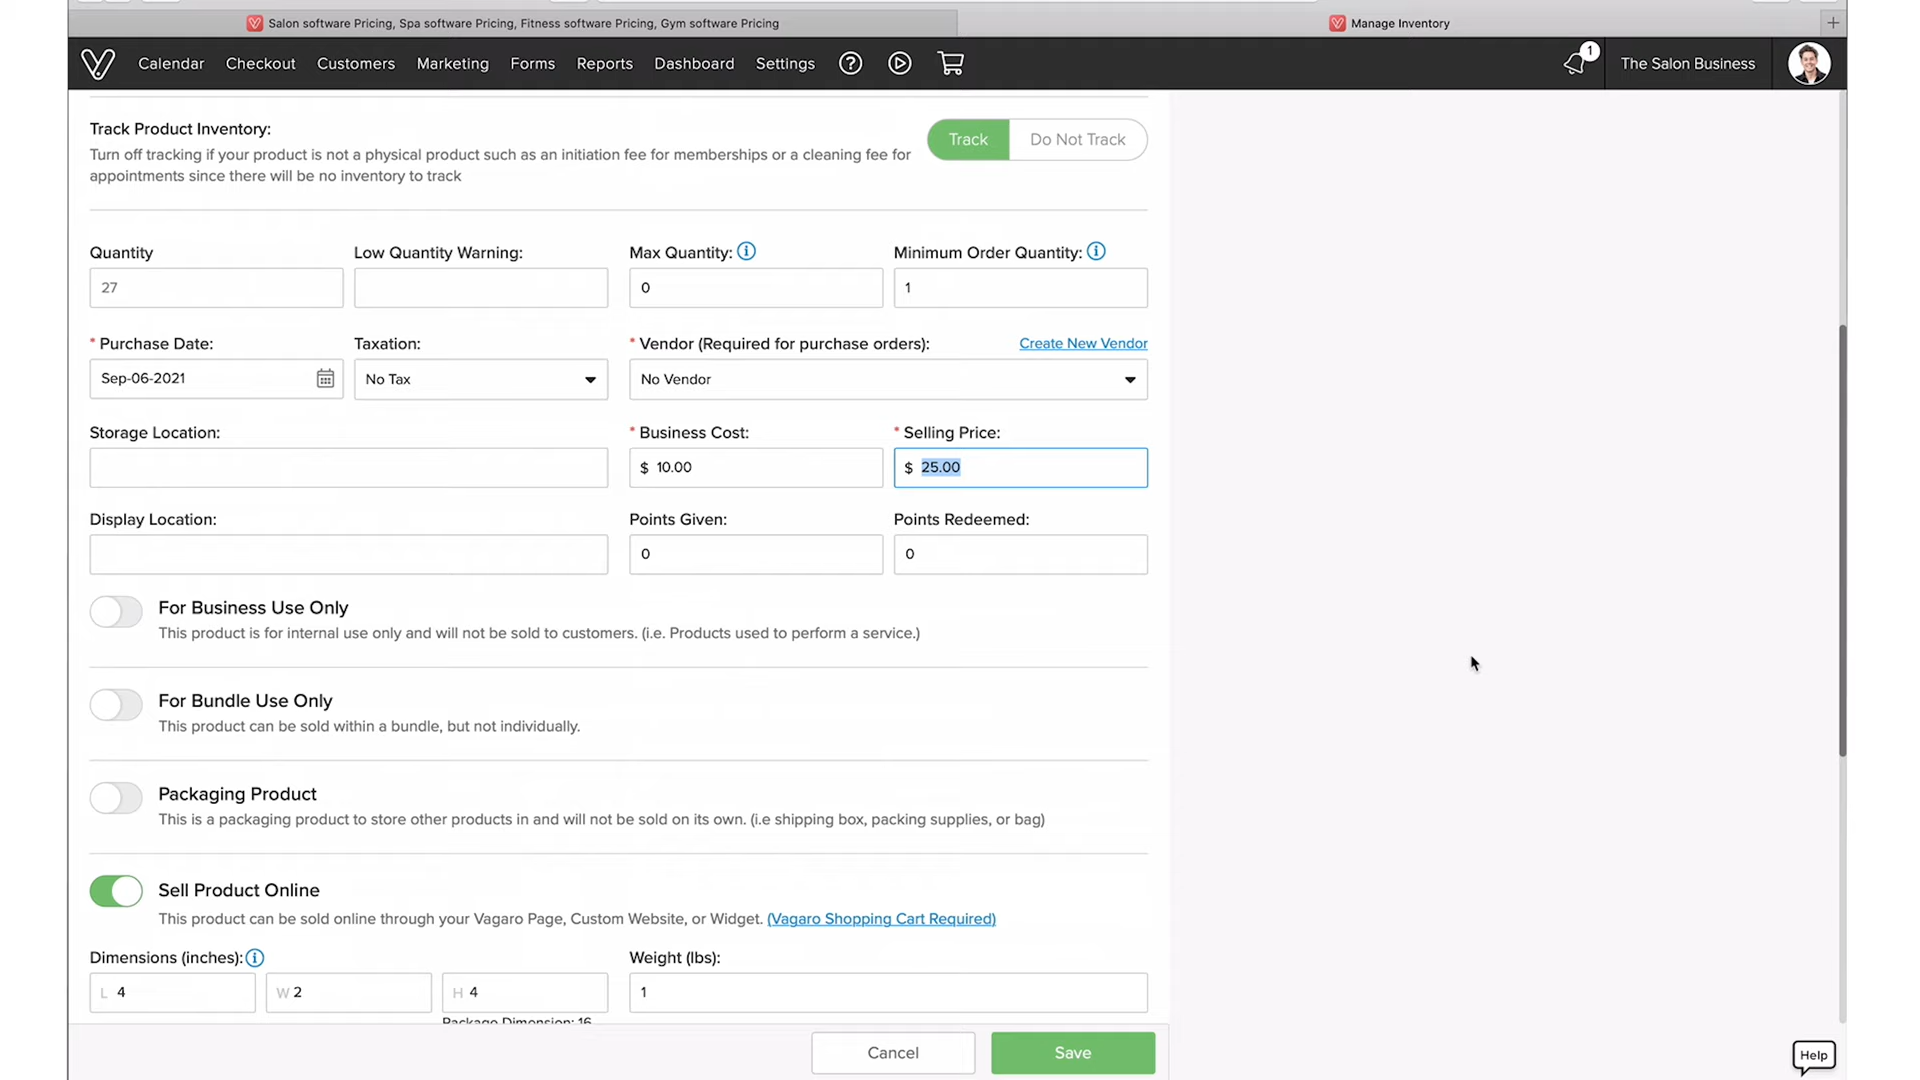 Salon software Pricing, Spa software Pricing, Fitness software Pricing, Gym software Pricing
Manage Inventory
Calendar Checkout Customers Marketing Forms Reports Dashboard Settings
1
The Salon Business
Track Product Inventory:
Turn off tracking if your product is not a physical product such as an initiation fee for memberships or a cleaning fee for
appointments since there will be no inventory to track
Track Do Not Track
Quantity Low Quantity Warning: Max Quantity: Minimum Order Quantity:
27 0 1
* Purchase Date: Taxation: * Vendor (Required for purchase orders): Create New Vendor
Sep-06-2021 No Tax No Vendor
Storage Location: * Business Cost: * Selling Price:
$ 10.00 $ 25.00
Display Location: Points Given: Points Redeemed:
0 0
For Business Use Only
This product is for internal use only and will not be sold to customers. (i.e. Products used to perform a service.)
For Bundle Use Only
This product can be sold within a bundle, but not individually.
Packaging Product
This is a packaging product to store other products in and will not be sold on its own. (i.e shipping box, packing supplies, or bag)
Sell Product Online
This product can be sold online through your Vagaro Page, Custom Website, or Widget. (Vagaro Shopping Cart Required)
Dimensions (inches): Weight (lbs):
L 4 W 2 H 4 1
Package Dimension: 16
Cancel Save
Help